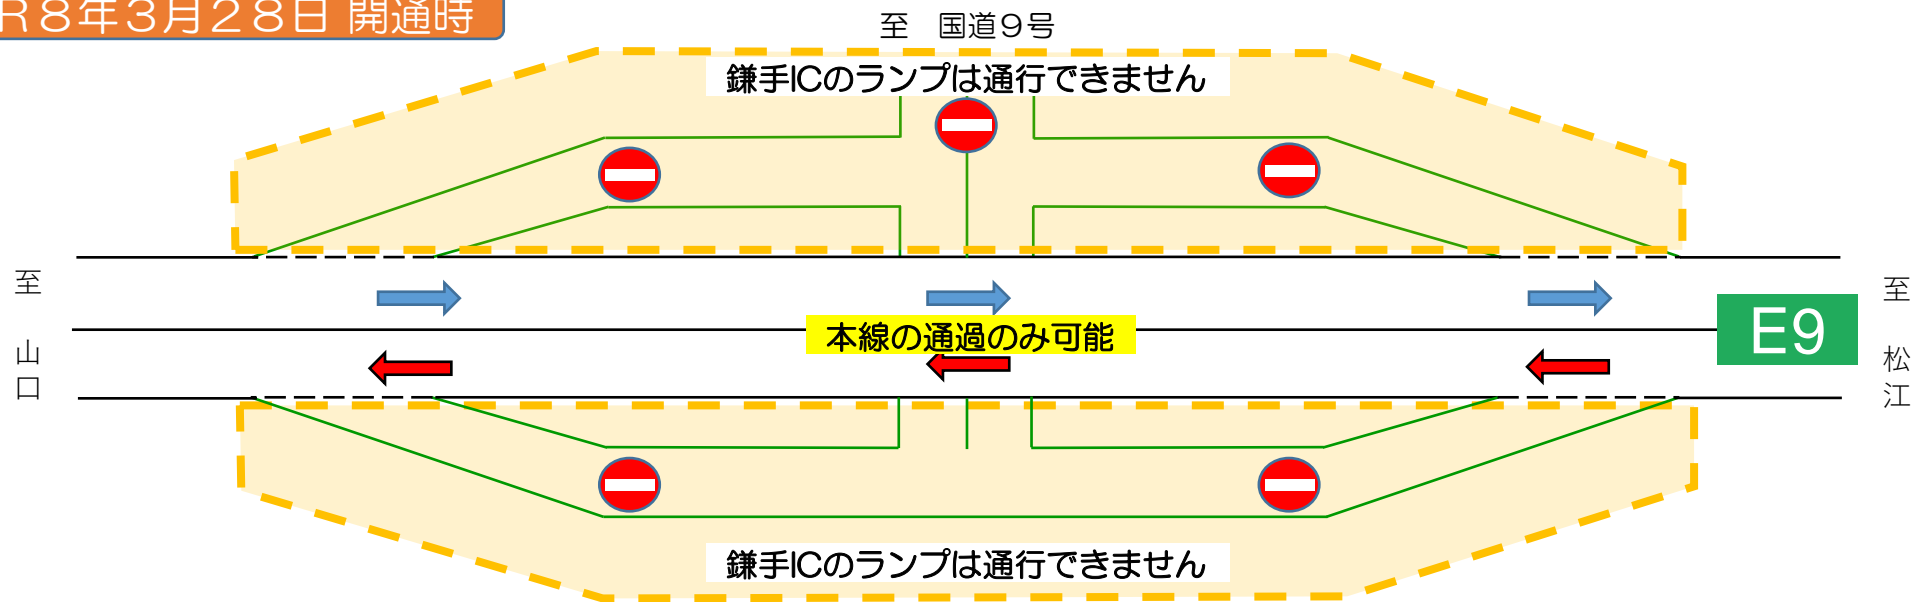 R８年３月２８日 開通時
至　国道９号
鎌手ICのランプは通行できません
至 山口
本線の通過のみ可能
E9
至 松江
鎌手ICのランプは通行できません